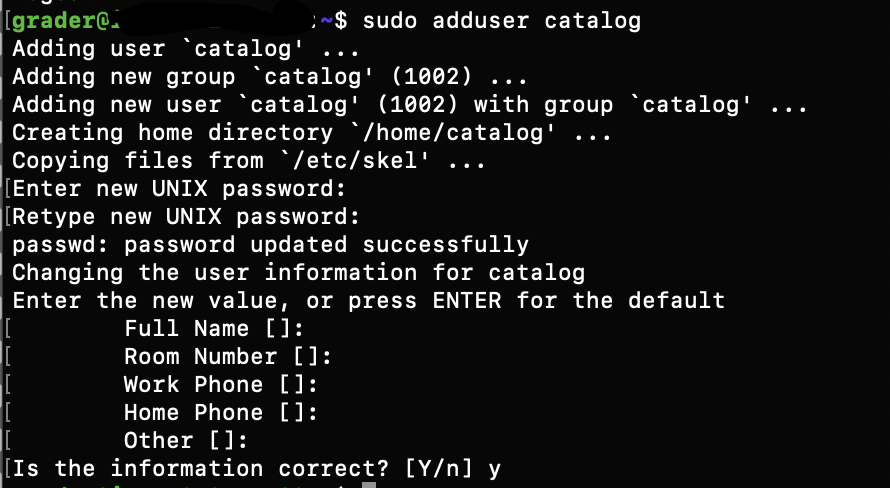 grader@ :~$ sudo adduser catalog
Adding user `catalog' ...
Adding new group `catalog' (1002) ...
Adding new user `catalog' (1002) with group `catalog' ...
Creating home directory `/home/catalog' ...
Copying files from `/etc/skel' ...
[Enter new UNIX password:
[Retype new UNIX password:
passwd: password updated successfully
Changing the user information for catalog
Enter the new value, or press ENTER for the default
[ Full Name []:
[ Room Number []:
[ Work Phone []:
[ Home Phone []:
[ Other []:
[Is the information correct? [Y/n] y